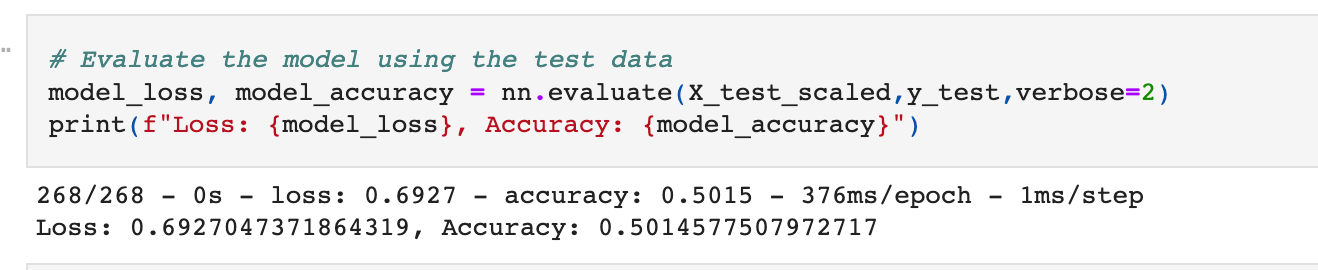 # Evaluate the model using the test data
model_loss, model_accuracy = nn.evaluate(X_test_scaled,y_test,verbose=2)
print(f"Loss: {model_loss}, Accuracy: {model_accuracy}")
268/268 - 0s - loss: 0.6927 - accuracy: 0.5015 - 376ms/epoch - 1ms/step
Loss: 0.6927047371864319, Accuracy: 0.5014577507972717